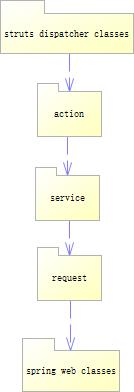 struts dispatcher classes
action
service
request
spring web classes